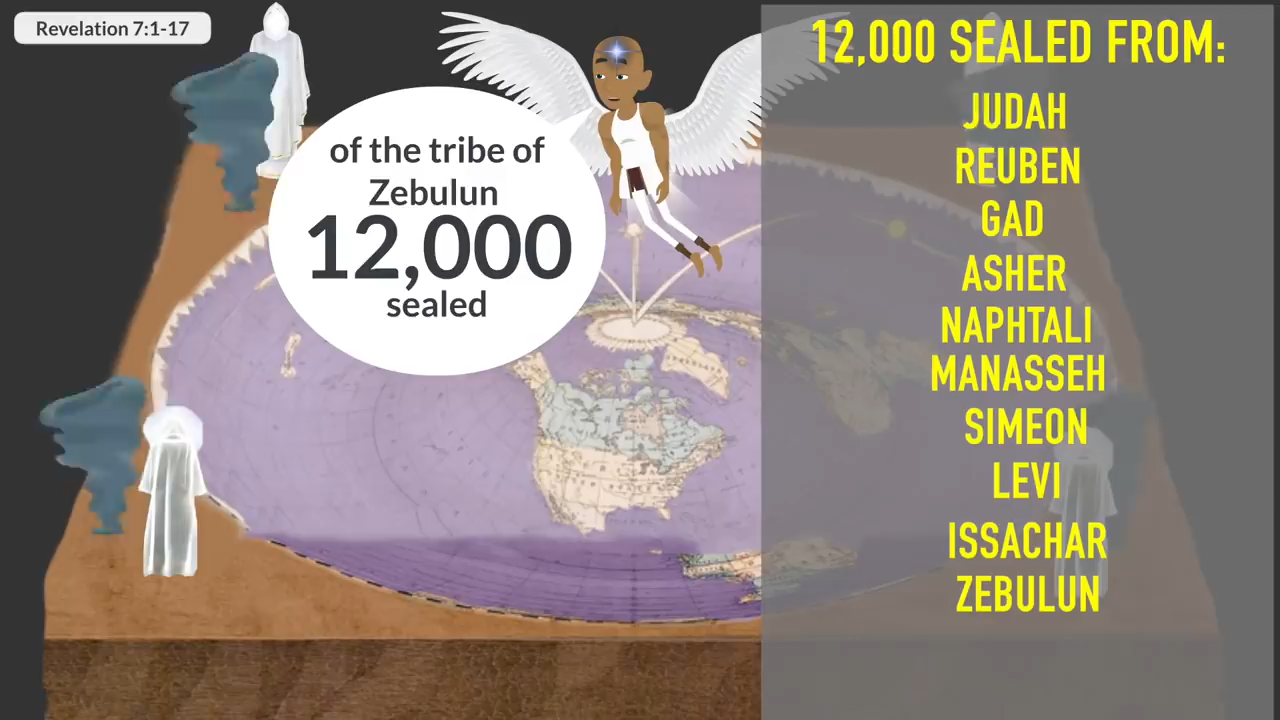 Revelation 7:1-17
of the tribe of
Zebulun
12,000
sealed
12,000 SEALED FROM:
JUDAH
REUBEN
GAD
ASHER
NAPHTALI
MANASSEH
SIMEON
LEVI
ISSACHAR
ZEBULUN